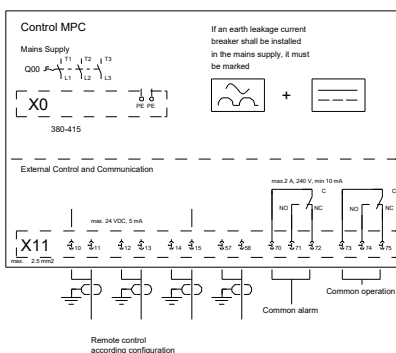 Control MPC
Mains Supply
T1 T2 T3
Q00
L1 L2 L3
X0
PE PE
380-415
If an earth leakage current
breaker shall be installed
in the mains supply, it must
be marked
+
External Control and Communication
max. 24 VDC, 5 mA
max.2 A, 240 V, min 10 mA
C C
NO NC NO NC
X11
10 11 12 13 14 15 57 58 70 71 72 73 74 75
max. 2.5 mm2
Common operation
Common alarm
Remote control
according configuration